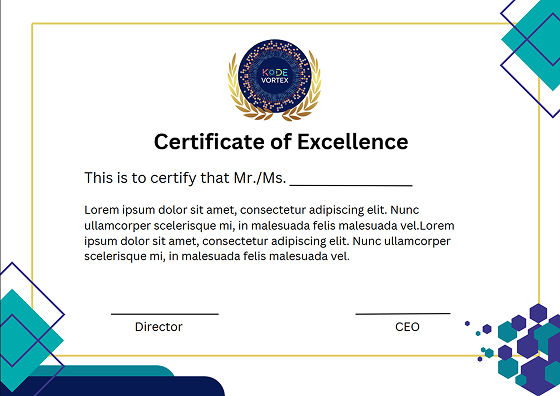 KODE
VORTEX
Certificate of Excellence
This is to certify that Mr./Ms.
Lorem ipsum dolor sit amet, consectetur adipiscing elit. Nunc
ullamcorper scelerisque mi, in malesuada felis malesuada vel.Lorem
ipsum dolor sit amet, consectetur adipiscing elit. Nunc ullamcorper
scelerisque mi, in malesuada felis malesuada vel.
Director
CEO